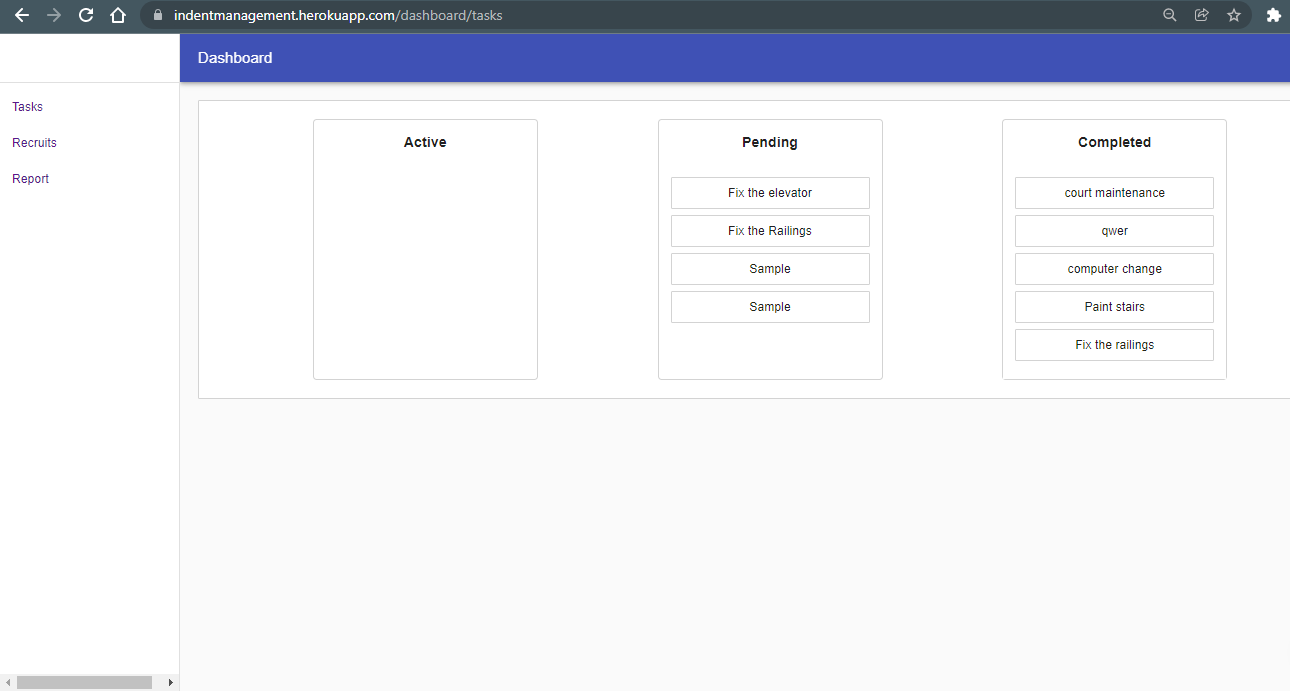 indentmanagement.herokuapp.com/dashboard/tasks
Dashboard
Tasks
Recruits
Report
Active
Pending
Fix the elevator
Fix the Railings
Sample
Sample
Completed
court maintenance
qwer
computer change
Paint stairs
Fix the railings